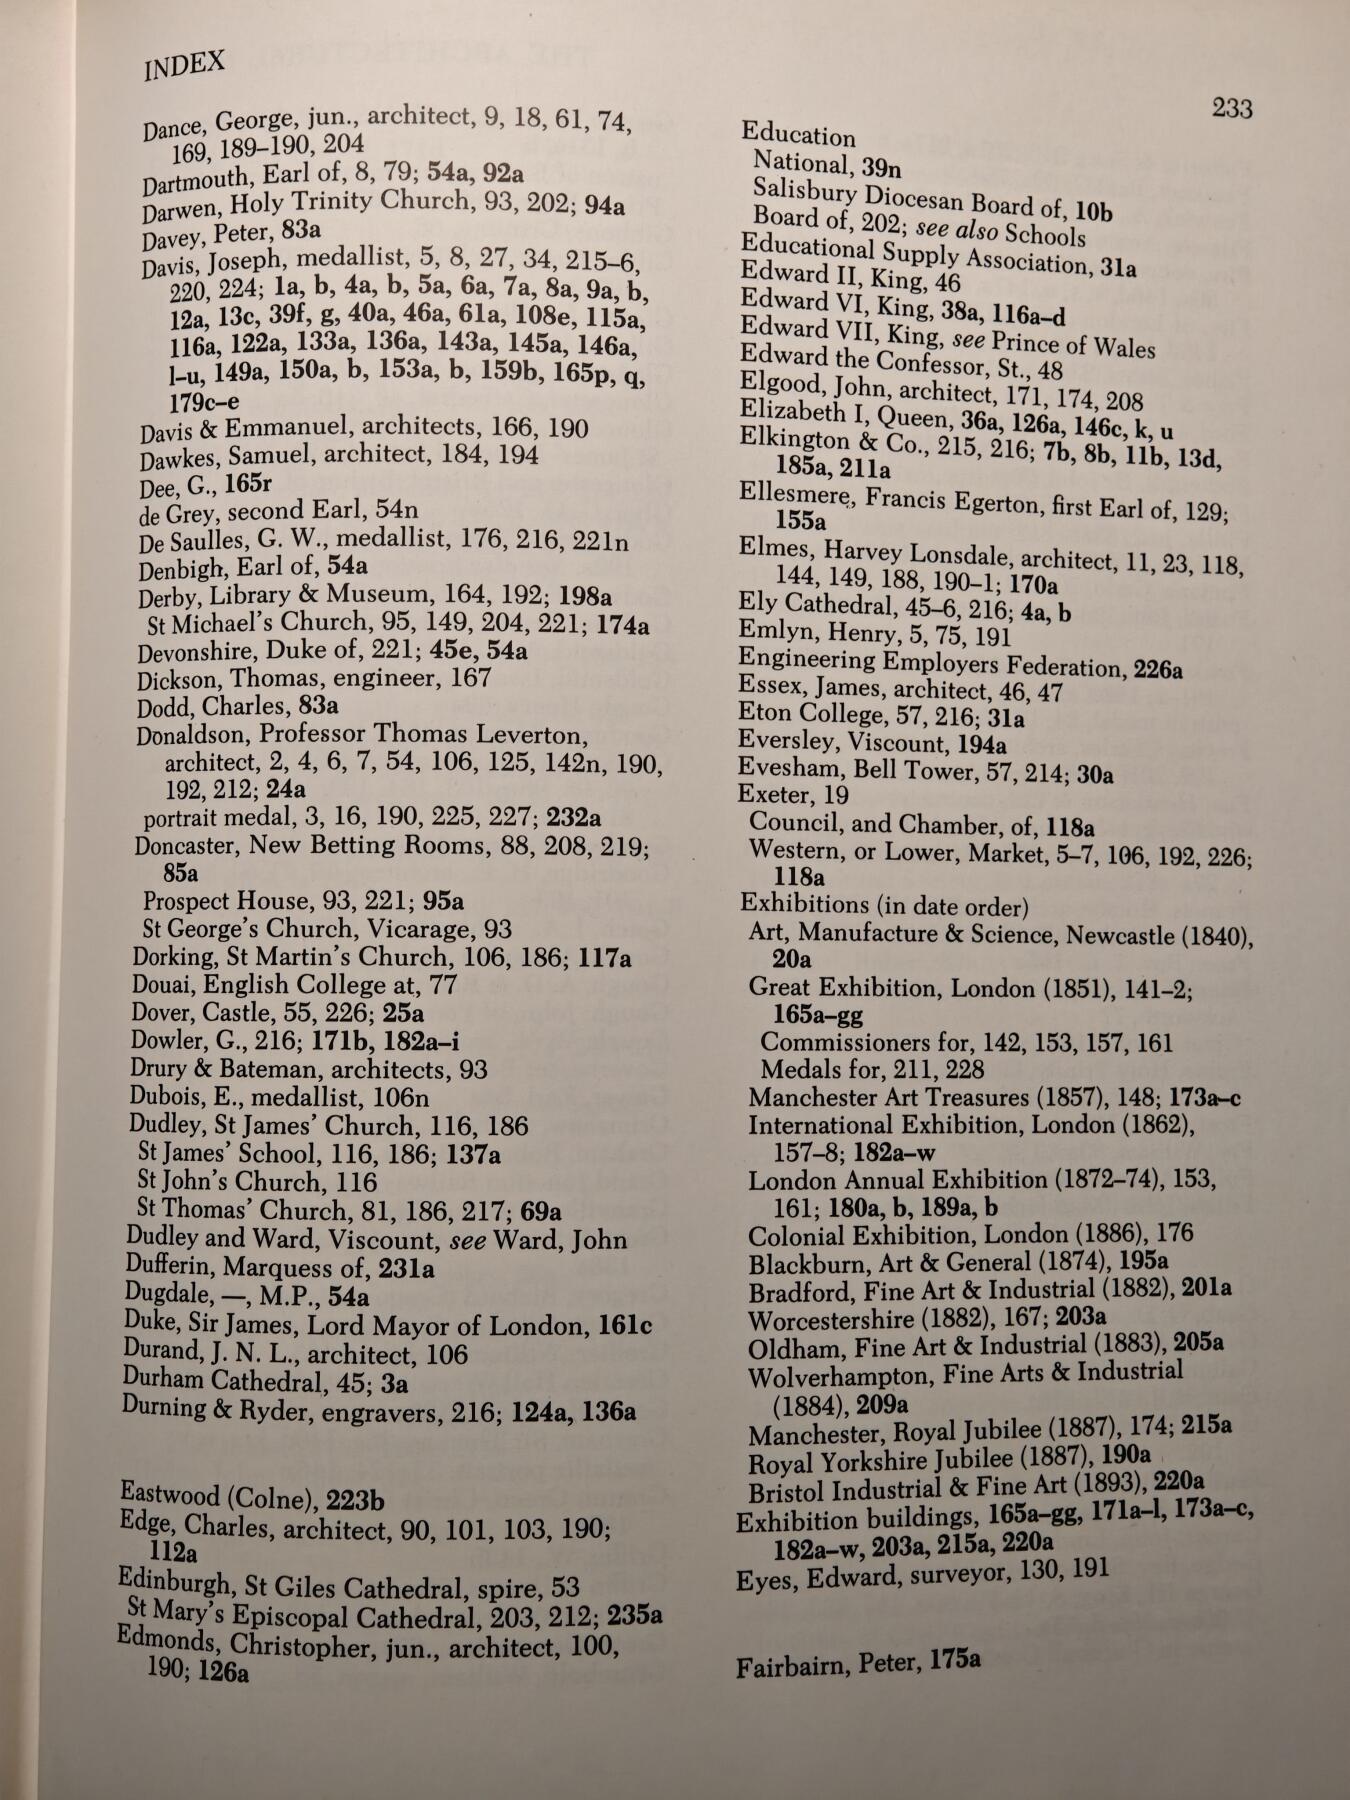 INDEX
233
Dance, George, jun., architect, 9, 18, 61, 74,
169, 189–190, 204
Dartmouth, Earl of, 8, 79; 54a, 92a
Darwen, Holy Trinity Church, 93, 202; 94a
Davey, Peter, 83a
Davis, Joseph, medallist, 5, 8, 27, 34, 215–6,
220, 224; 1a, b, 4a, b, 5a, 6a, 7a, 8a, 9a, b,
12a, 13c, 39f, g, 40a, 46a, 61a, 108e, 115a,
116a, 122a, 133a, 136a, 143a, 145a, 146a,
l–u, 149a, 150a, b, 153a, b, 159b, 165p, q,
179c–e
Davis & Emmanuel, architects, 166, 190
Dawkes, Samuel, architect, 184, 194
Dee, G., 165r
de Grey, second Earl, 54n
De Saulles, G. W., medallist, 176, 216, 221n
Denbigh, Earl of, 54a
Derby, Library & Museum, 164, 192; 198a
St Michael's Church, 95, 149, 204, 221; 174a
Devonshire, Duke of, 221; 45e, 54a
Dickson, Thomas, engineer, 167
Dodd, Charles, 83a
Donaldson, Professor Thomas Leverton,
architect, 2, 4, 6, 7, 54, 106, 125, 142n, 190,
192, 212; 24a
portrait medal, 3, 16, 190, 225, 227; 232a
Doncaster, New Betting Rooms, 88, 208, 219;
85a
Prospect House, 93, 221; 95a
St George's Church, Vicarage, 93
Dorking, St Martin's Church, 106, 186; 117a
Douai, English College at, 77
Dover, Castle, 55, 226; 25a
Dowler, G., 216; 171b, 182a–i
Drury & Bateman, architects, 93
Dubois, E., medallist, 106n
Dudley, St James' Church, 116, 186
St James' School, 116, 186; 137a
St John's Church, 116
St Thomas' Church, 81, 186, 217; 69a
Dudley and Ward, Viscount, see Ward, John
Dufferin, Marquess of, 231a
Dugdale, —, M.P., 54a
Duke, Sir James, Lord Mayor of London, 161c
Durand, J. N. L., architect, 106
Durham Cathedral, 45; 3a
Durning & Ryder, engravers, 216; 124a, 136a
Eastwood (Colne), 223b
Edge, Charles, architect, 90, 101, 103, 190;
112a
Edinburgh, St Giles Cathedral, spire, 53
St Mary's Episcopal Cathedral, 203, 212; 235a
Edmonds, Christopher, jun., architect, 100,
190; 126a
Education
National, 39n
Salisbury Diocesan Board of, 10b
Board of, 202; see also Schools
Educational Supply Association, 31a
Edward II, King, 46
Edward VI, King, 38a, 116a–d
Edward VII, King, see Prince of Wales
Edward the Confessor, St., 48
Elgood, John, architect, 171, 174, 208
Elizabeth I, Queen, 36a, 126a, 146c, k, u
Elkington & Co., 215, 216; 7b, 8b, 11b, 13d,
185a, 211a
Ellesmere, Francis Egerton, first Earl of, 129;
155a
Elmes, Harvey Lonsdale, architect, 11, 23, 118,
144, 149, 188, 190–1; 170a
Ely Cathedral, 45–6, 216; 4a, b
Emlyn, Henry, 5, 75, 191
Engineering Employers Federation, 226a
Essex, James, architect, 46, 47
Eton College, 57, 216; 31a
Eversley, Viscount, 194a
Evesham, Bell Tower, 57, 214; 30a
Exeter, 19
Council, and Chamber, of, 118a
Western, or Lower, Market, 5–7, 106, 192, 226;
118a
Exhibitions (in date order)
Art, Manufacture & Science, Newcastle (1840),
20a
Great Exhibition, London (1851), 141–2;
165a–gg
Commissioners for, 142, 153, 157, 161
Medals for, 211, 228
Manchester Art Treasures (1857), 148; 173a–c
International Exhibition, London (1862),
157–8; 182a–w
London Annual Exhibition (1872–74), 153,
161; 180a, b, 189a, b
Colonial Exhibition, London (1886), 176
Blackburn, Art & General (1874), 195a
Bradford, Fine Art & Industrial (1882), 201a
Worcestershire (1882), 167; 203a
Oldham, Fine Art & Industrial (1883), 205a
Wolverhampton, Fine Arts & Industrial
(1884), 209a
Manchester, Royal Jubilee (1887), 174; 215a
Royal Yorkshire Jubilee (1887), 190a
Bristol Industrial & Fine Art (1893), 220a
Exhibition buildings, 165a–gg, 171a–l, 173a–c,
182a–w, 203a, 215a, 220a
Eyes, Edward, surveyor, 130, 191
Fairbairn, Peter, 175a